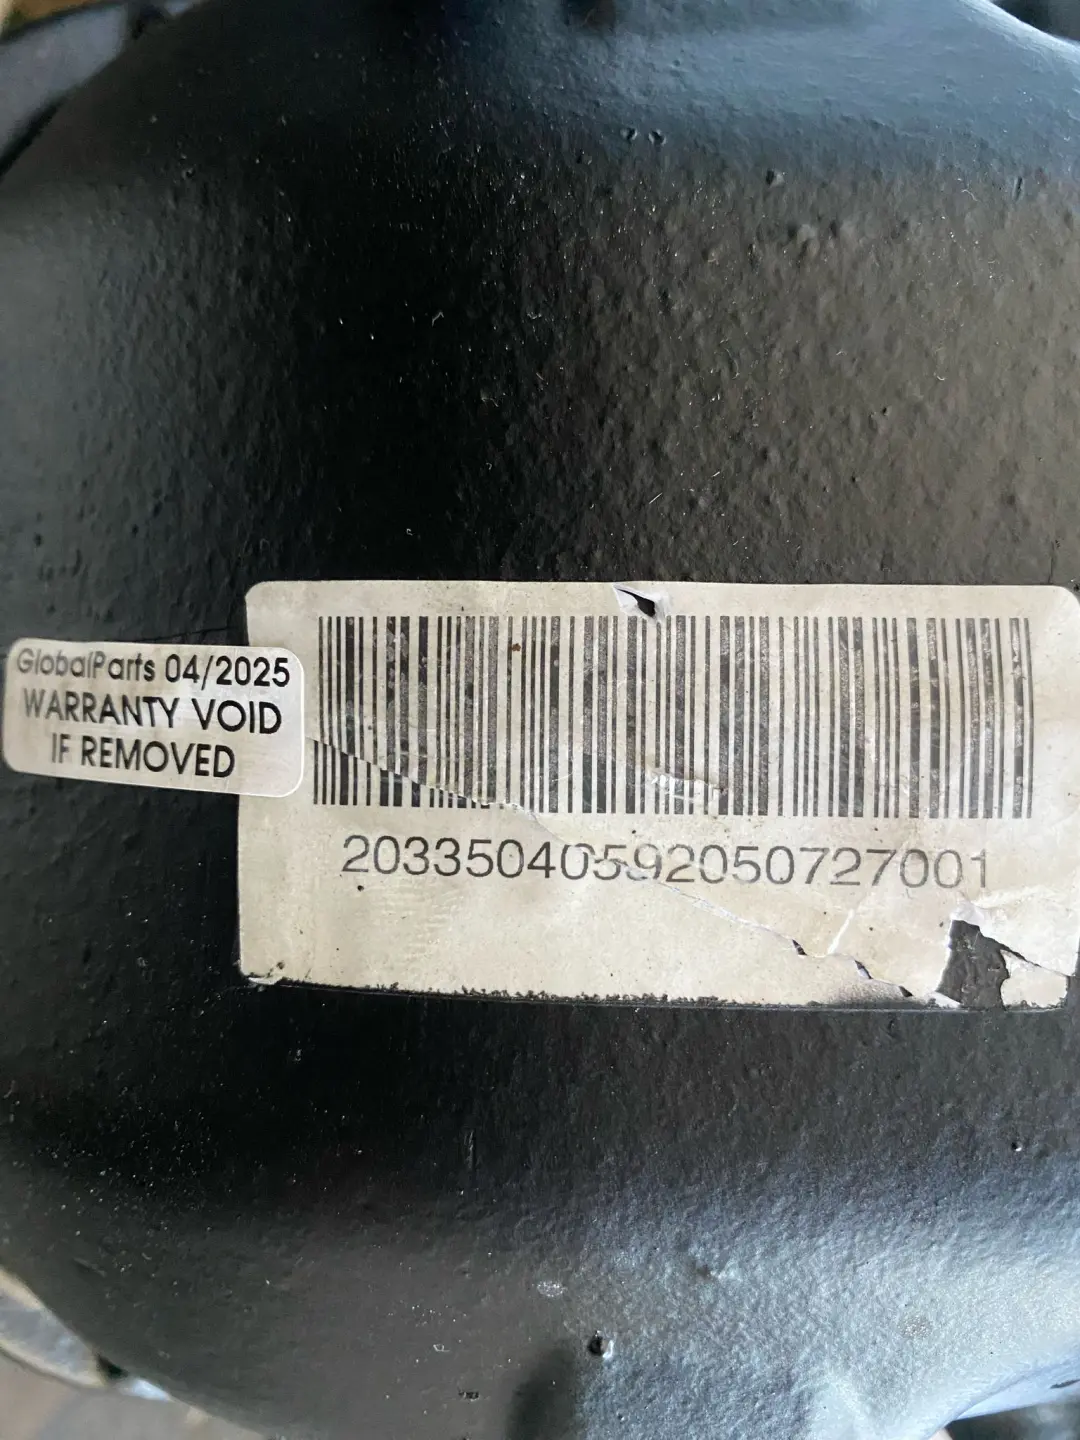 GlobalParts 04/2025
WARRANTY VOID
IF REMOVED
20335040592050727001